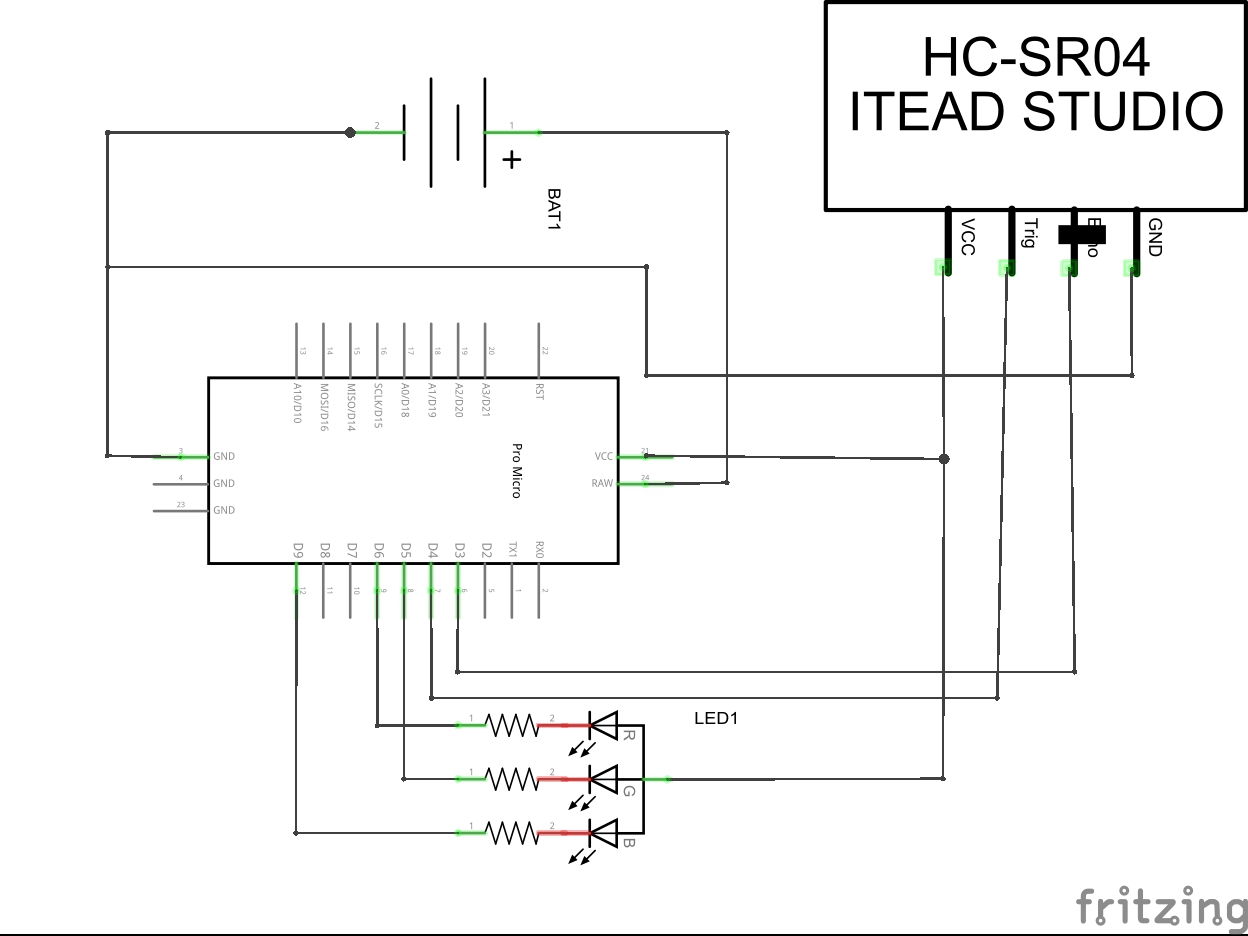 HC-SR04
ITEAD STUDIO
VCC
Trig
GND
2
1
+
BAT1
13
14
15
16
17
18
19
20
22
A10/D10
MOSI/D16
MISO/D14
SCLK/D15
A0/D18
A1/D19
A2/D20
A3/D21
RST
Pro Micro
3
GND
4
GND
23
GND
VCC
21
RAW
24
D9
D8
D7
D6
D5
D4
D3
D2
TX1
RX0
12
11
10
9
8
7
6
5
1
2
LED1
1
2
R
1
2
G
1
2
B
fritzing